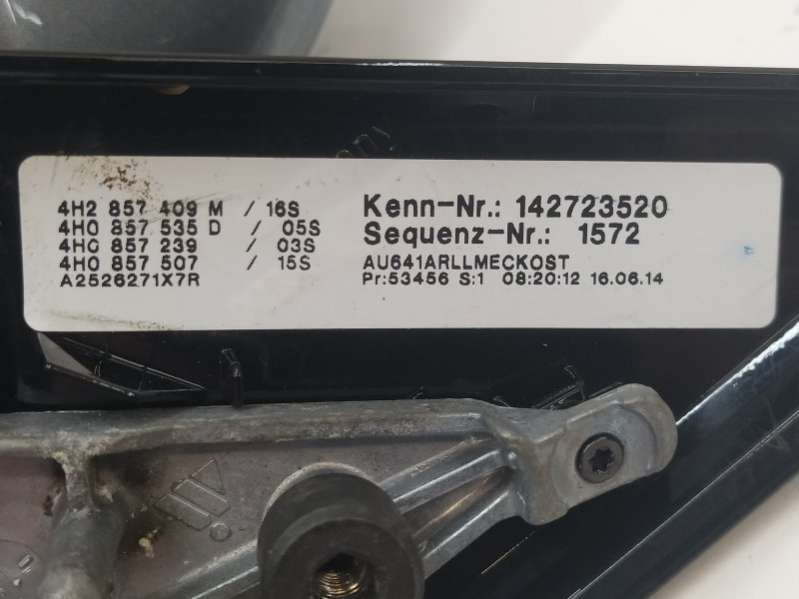 4H2 857 409 M / 16S
4H0 857 535 D / 05S
4H0 857 239 / 03S
4H0 857 507 / 15S
A2526271X7R
Kenn-Nr.: 142723520
Sequenz-Nr.: 1572
AU641ARLLMECKOST
Pr:53456 S:1 08:20:12 16.06.14